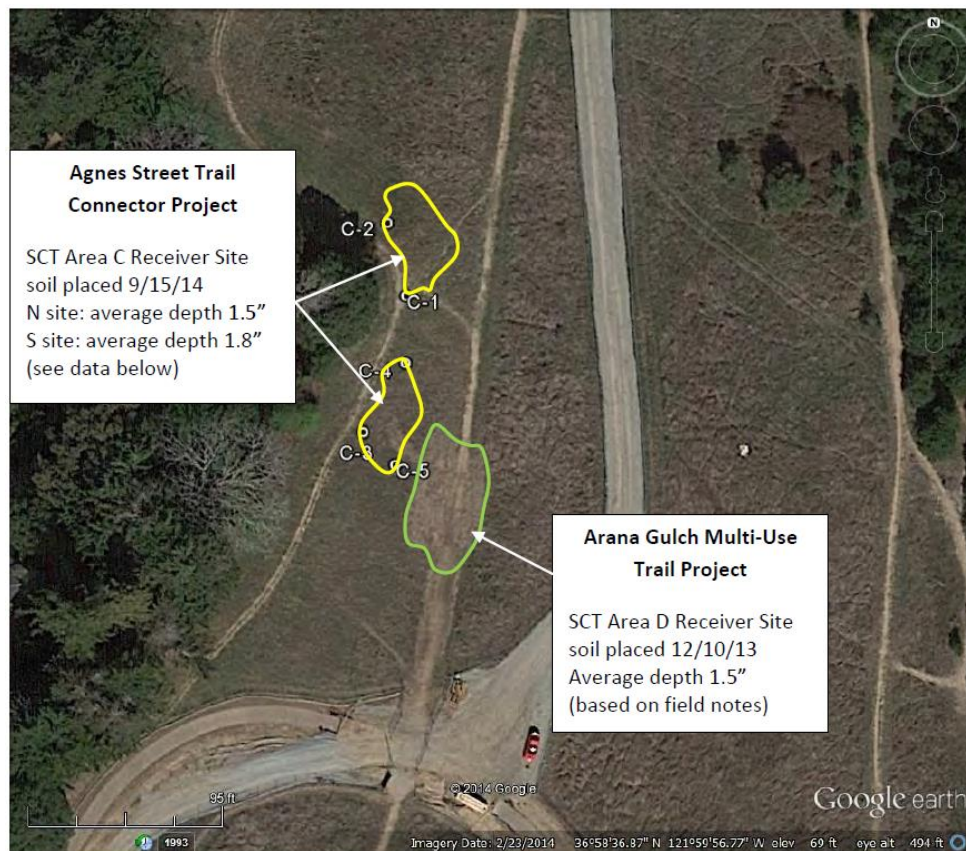 N
Agnes Street Trail
Connector Project
SCT Area C Receiver Site
soil placed 9/15/14
N site: average depth 1.5”
S site: average depth 1.8”
(see data below)
C-2
C-1
C-4
C-3
C-5
Arana Gulch Multi-Use
Trail Project
SCT Area D Receiver Site
soil placed 12/10/13
Average depth 1.5”
(based on field notes)
© 2014 Google
95 ft
Google earth
1993
Imagery Date: 2/23/2014 36°58'36.87" N 121°59'56.77" W elev 69 ft eye alt 494 ft